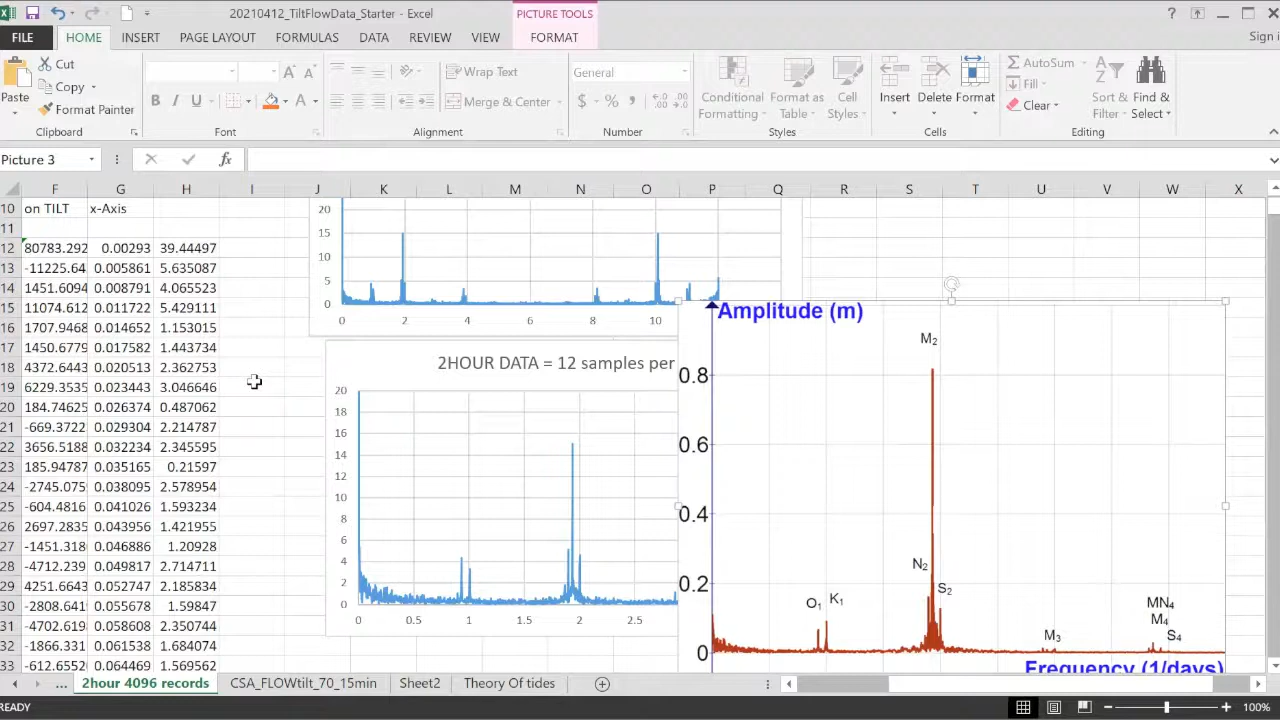 20210412_TiltFlowData_Starter - Excel
PICTURE TOOLS
?
FILE HOME INSERT PAGE LAYOUT FORMULAS DATA REVIEW VIEW FORMAT Sign i
Paste Cut Copy Format Painter
Clipboard
B I U A A A
Font
Wrap Text
Merge & Center
Alignment
General
$ % ,
Number
Conditional Formatting Format as Table Cell Styles
Styles
Insert Delete Format
Cells
AutoSum Fill Clear
Sort & Filter Find & Select
Editing
Picture 3 fx
F G H I J K L M N O P Q R S T U V W X
10 on TILT x-Axis
11
12 80783.292 0.00293 39.44497
13 -11225.64 0.005861 5.635087
14 1451.6094 0.008791 4.065523
15 11074.612 0.011722 5.429111
16 1707.9468 0.014652 1.153015
17 1450.6779 0.017582 1.443734
18 4372.6443 0.020513 2.362753
19 6229.3535 0.023443 3.046646
20 184.74625 0.026374 0.487062
21 -669.3722 0.029304 2.214787
22 3656.5188 0.032234 2.345595
23 185.94787 0.035165 0.21597
24 -2745.075 0.038095 2.578954
25 -604.4816 0.041026 1.593234
26 2697.2835 0.043956 1.421955
27 -1451.318 0.046886 1.20928
28 -4712.239 0.049817 2.714711
29 4251.6643 0.052747 2.185834
30 -2808.641 0.055678 1.59847
31 -4702.619 0.058608 2.350744
32 -1866.331 0.061538 1.684074
33 -612.6552 0.064469 1.569562
20
15
10
5
0
0 2 4 6 8 10
2HOUR DATA = 12 samples per
20
18
16
14
12
10
8
6
4
2
0
0 0.5 1 1.5 2 2.5
Amplitude (m)
M2
0.8
0.6
0.4
N2
0.2 S2
O1 K1 MN4
M4
M3 S4
0
Frequency (1/days)
... 2hour 4096 records CSA_FLOWtilt_70_15min Sheet2 Theory Of tides
READY 100%